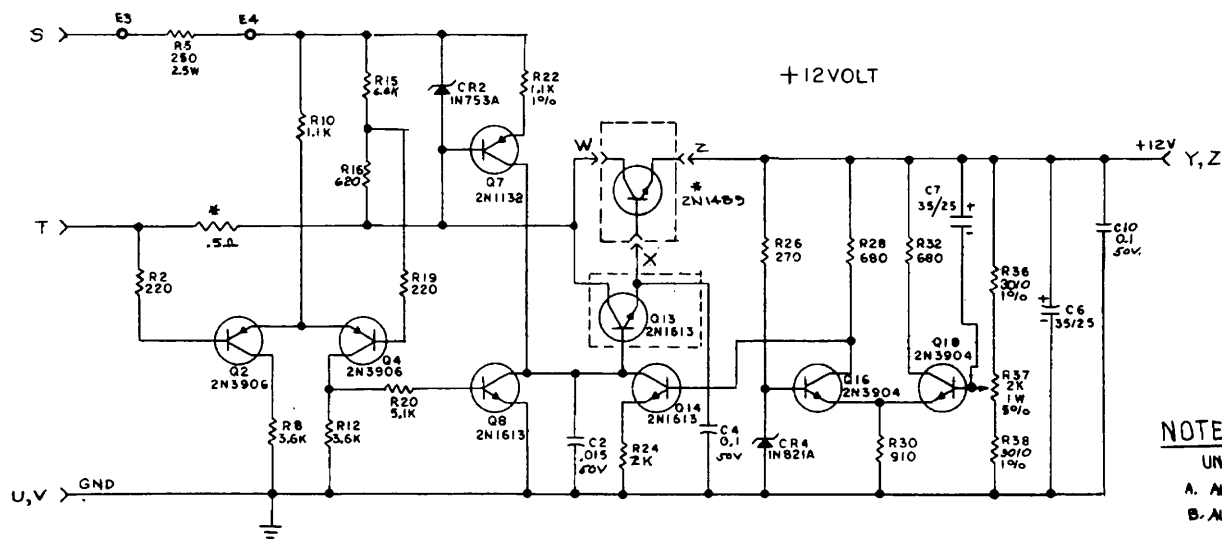 S
E3
E4
R5
250
2.5W
R10
1.1K
R15
6.8K
R16
620
CR2
1N753A
R22
1.1K
1%
Q7
2N1132
+12VOLT
W
Z
*
2N1489
X
+12V
Y, Z
T
*
.5Ω
R2
220
R19
220
Q2
2N3906
Q4
2N3906
R8
3.6K
R12
3.6K
R20
5.1K
Q8
2N1613
Q13
2N1613
Q14
2N1613
C2
.015
50V
R24
2K
C4
0.1
50V
R26
270
R28
680
R32
680
C7
35/25
+
-
R36
3010
1%
C6
35/25
+
-
C10
0.1
50V.
Q16
2N3904
Q18
2N3904
R37
2K
1W
5%
CR4
1N821A
R30
910
R38
3010
1%
U,V
GND
NOTE
UN
A.
B.